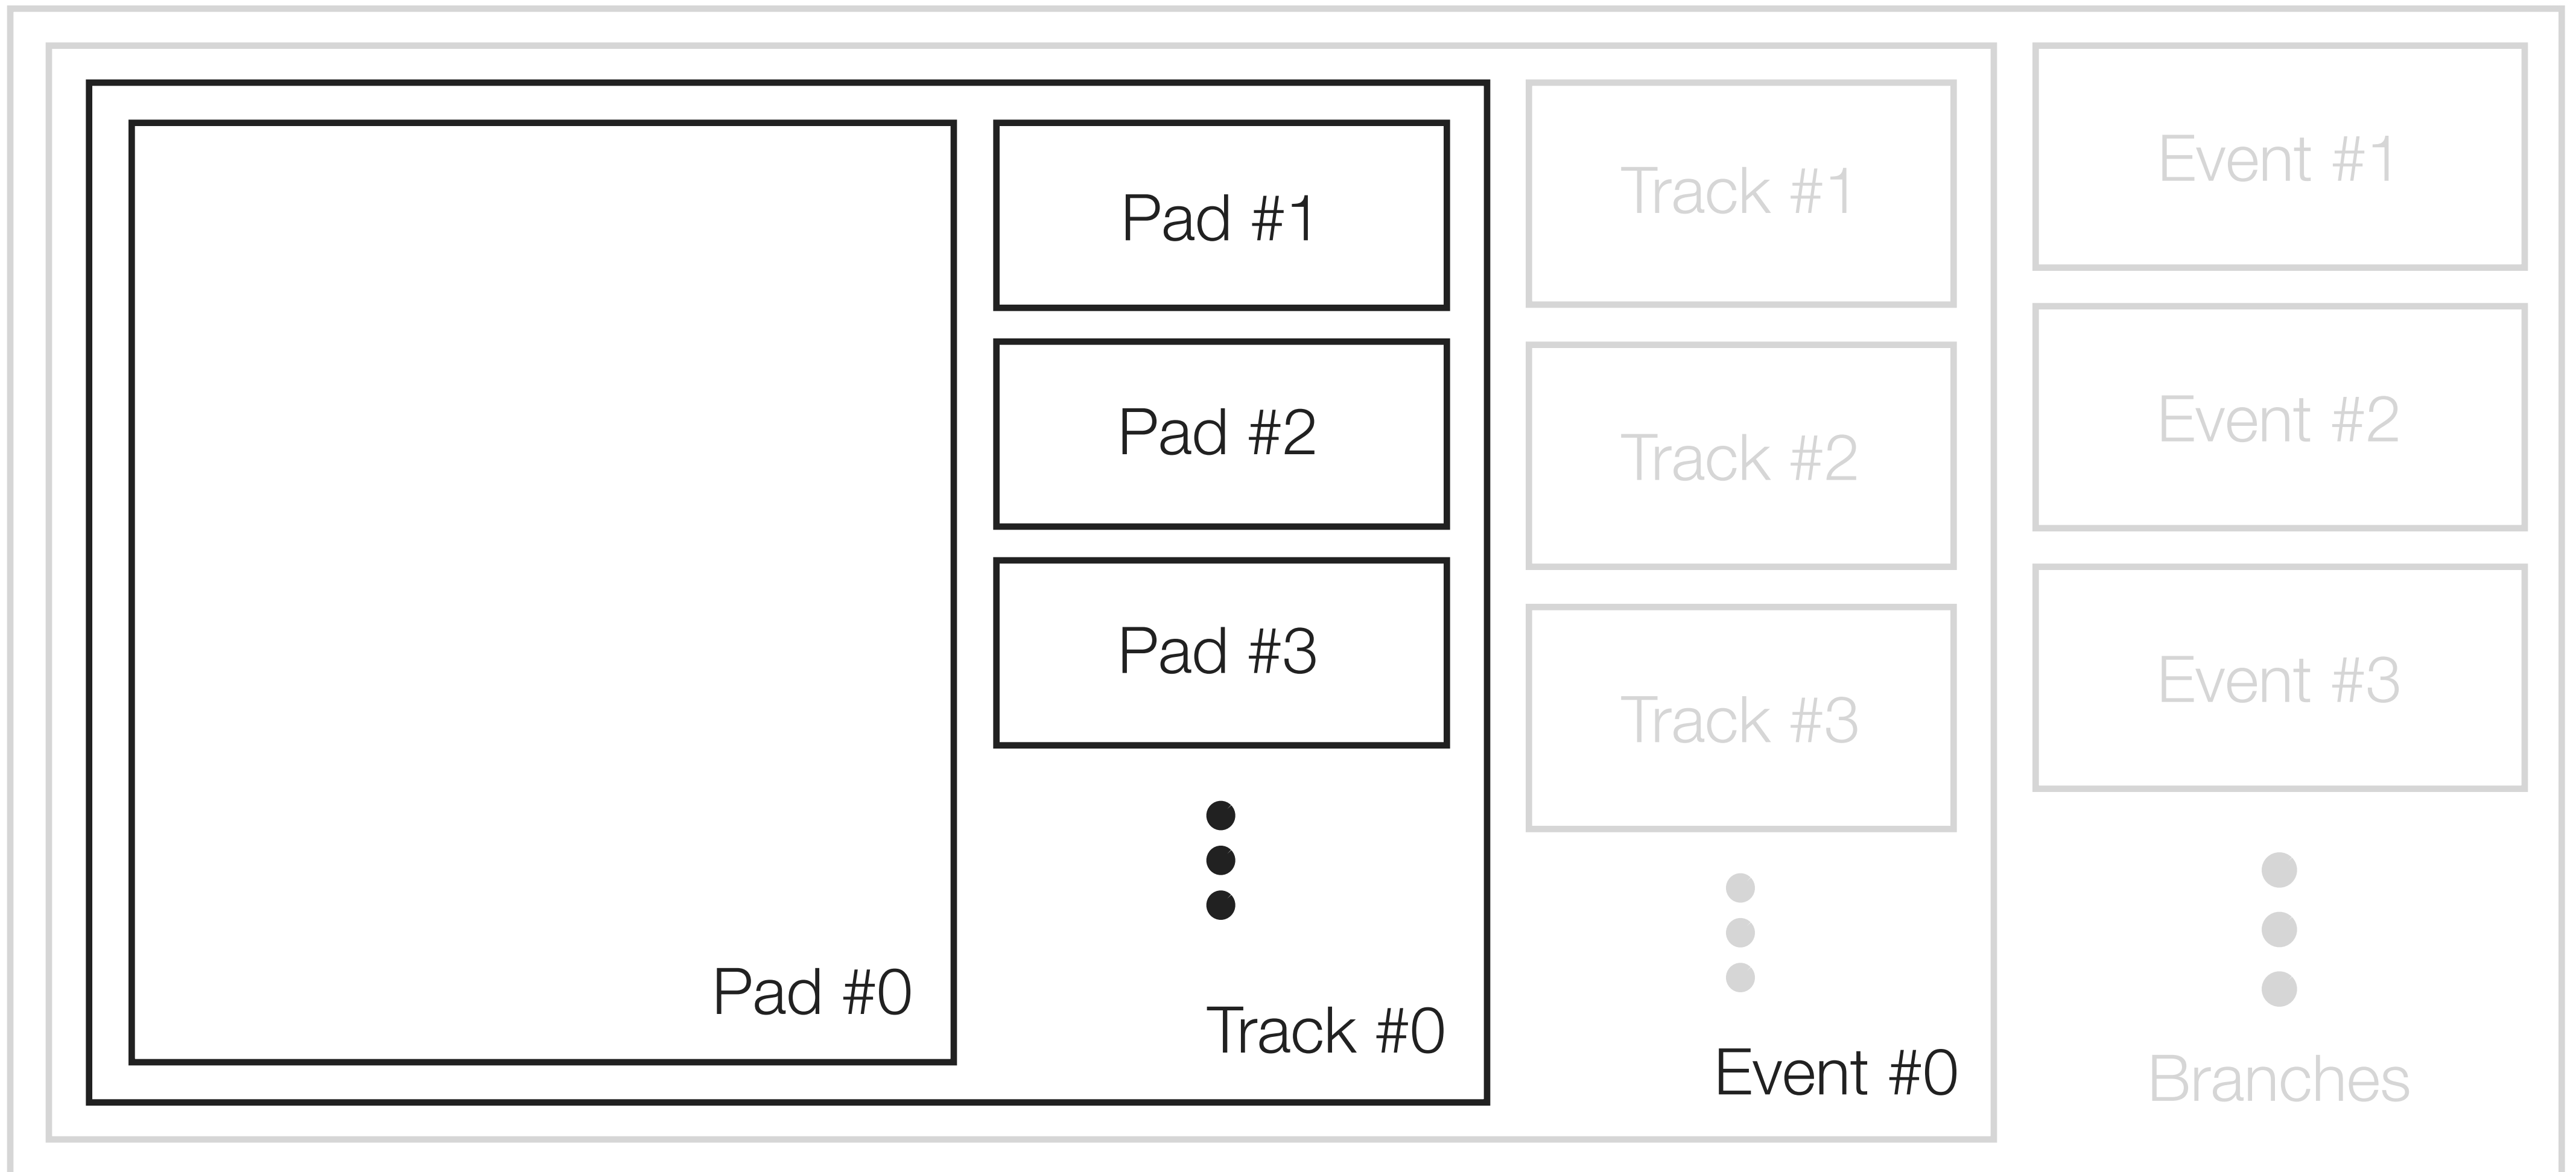 Pad #0
Pad #1
Pad #2
Pad #3
Track #0
Track #1
Track #2
Track #3
Event #0
Event #1
Event #2
Event #3
Branches